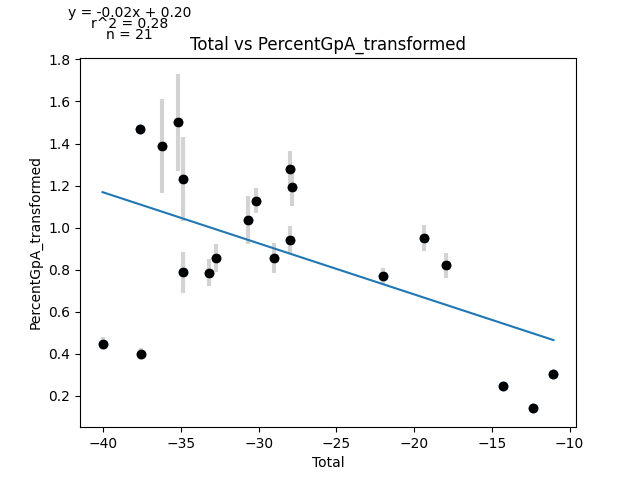 y = -0.02x + 0.20
r^2 = 0.28
n = 21
Total vs PercentGpA_transformed
1.8
1.6
1.4
1.2
1.0
0.8
0.6
0.4
0.2
PercentGpA_transformed
−40 −35 −30 −25 −20 −15 −10
Total